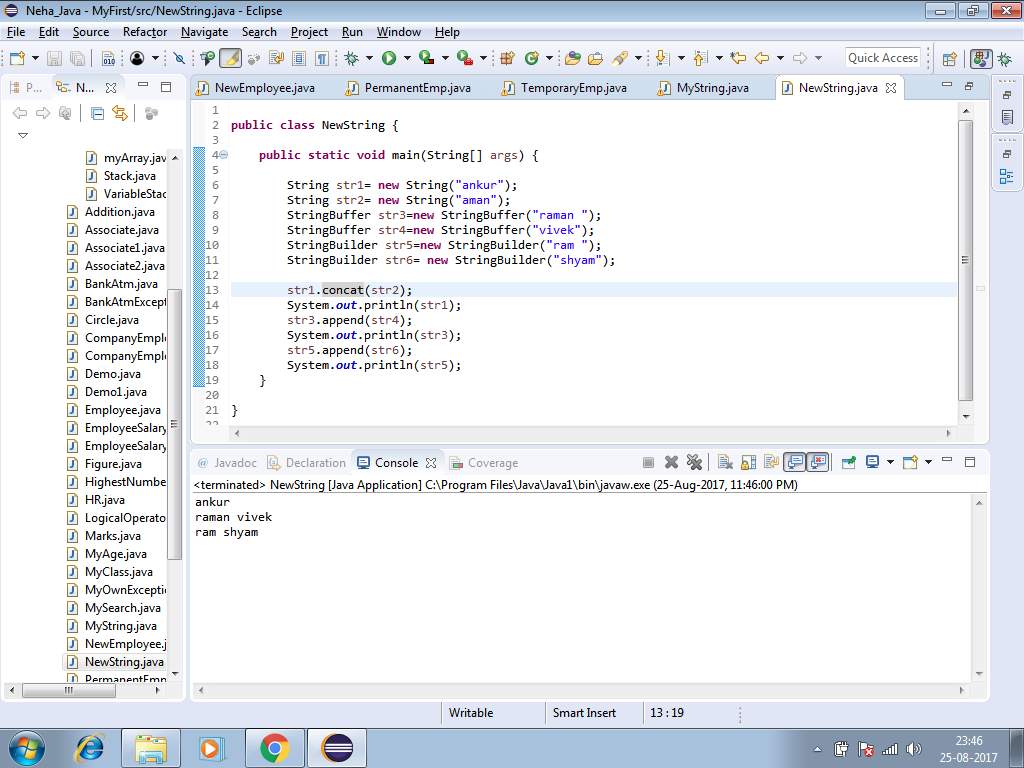 Neha_Java - MyFirst/src/NewString.java - Eclipse
File Edit Source Refactor Navigate Search Project Run Window Help
Quick Access
P... N...
NewEmployee.java PermanentEmp.java TemporaryEmp.java MyString.java NewString.java
myArray.jav
Stack.java
VariableStac
Addition.java
Associate.java
Associate1.java
Associate2.java
BankAtm.java
BankAtmExcept
Circle.java
CompanyEmpl
CompanyEmpl
Demo.java
Demo1.java
Employee.java
EmployeeSalary
EmployeeSalary
Figure.java
HighestNumbe
HR.java
LogicalOperato
Marks.java
MyAge.java
MyClass.java
MyOwnExcepti
MySearch.java
MyString.java
NewEmployee.j
NewString.java
PermanentEmp
1
2 public class NewString {
3
4 public static void main(String[] args) {
5
6 String str1= new String("ankur");
7 String str2= new String("aman");
8 StringBuffer str3=new StringBuffer("raman ");
9 StringBuffer str4=new StringBuffer("vivek");
10 StringBuilder str5=new StringBuilder("ram ");
11 StringBuilder str6= new StringBuilder("shyam");
12
13 str1.concat(str2);
14 System.out.println(str1);
15 str3.append(str4);
16 System.out.println(str3);
17 str5.append(str6);
18 System.out.println(str5);
19 }
20
21 }
22
@ Javadoc Declaration Console Coverage
<terminated> NewString [Java Application] C:\Program Files\Java\Java1\bin\javaw.exe (25-Aug-2017, 11:46:00 PM)
ankur
raman vivek
ram shyam
Writable Smart Insert 13 : 19
23:46
25-08-2017